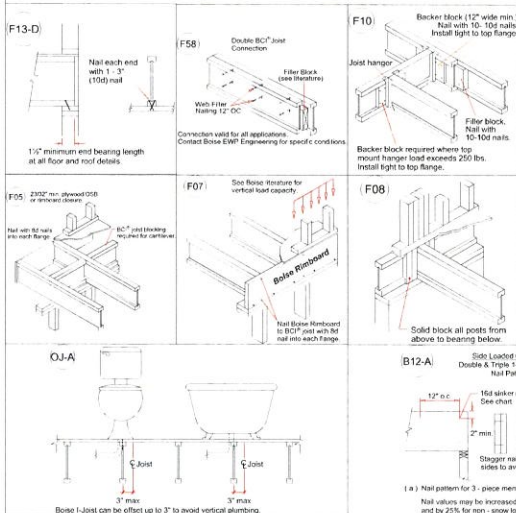 F13-D
Nail each end
with 1 - 3"
(10d) nail
1½" minimum end bearing length
at all floor and roof details.
F58
Double BCI® Joist
Connection
Filler Block
(see literature)
Web Filler
Nailing 12" OC
Connection valid for all applications.
Contact Boise EWP Engineering for specific conditions.
F10
Backer block (12" wide min.)
Nail with 10- 10d nails
Install tight to top flange
Joist hanger
Filler block,
Nail with
10-10d nails.
Backer block required where top
mount hanger load exceeds 250 lbs.
Install tight to top flange.
F05
23/32" min. plywood/OSB
or rimboard closure.
Nail with 8d nails
into each flange
BCI® joist blocking
required for cantilever.
F07
See Boise literature for
vertical load capacity.
Boise Rimboard
Nail Boise Rimboard
to BCI® joist with 8d
nail into each flange.
F08
Solid block all posts from
above to bearing below.
OJ-A
℄ Joist
℄ Joist
3" max
3" max
Boise I-Joist can be offset up to 3" to avoid vertical plumbing.
B12-A
Side Loaded
Double & Triple 1
Nail Pat
12" o.c.
16d sinker
See chart
2" min.
Stagger na
sides to av
( a ) Nail pattern for 3 - piece mem
Nail values may be increased
and by 25% for non - snow lo